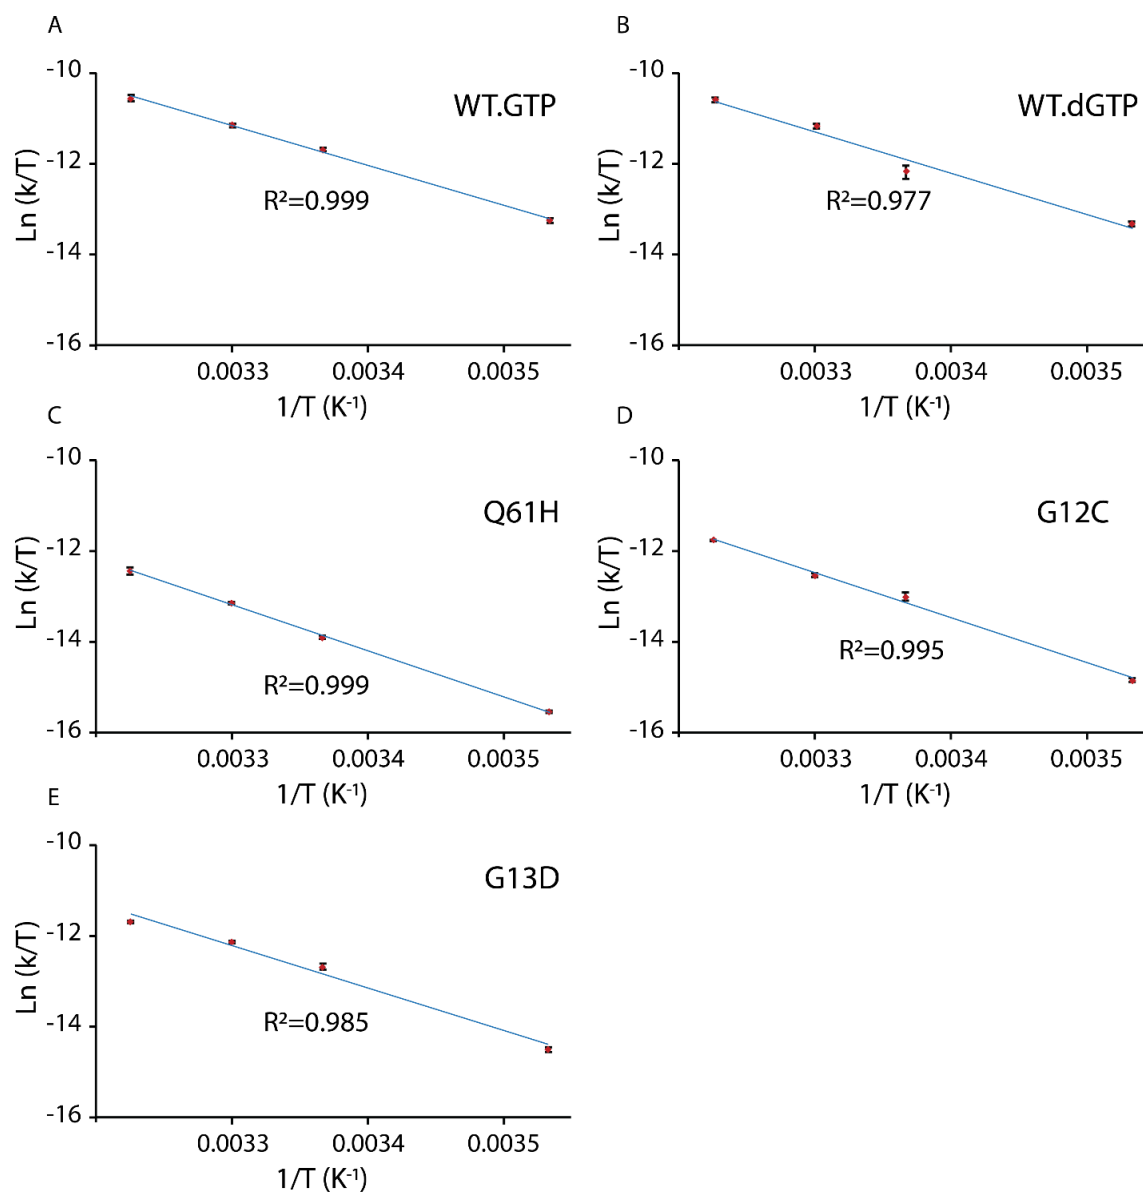 A
-10
-12
-14
-16
Ln (k/T)
WT.GTP
R²=0.999
0.0033
0.0034
0.0035
1/T (K⁻¹)
B
-10
-12
-14
-16
Ln (k/T)
WT.dGTP
R²=0.977
0.0033
0.0034
0.0035
1/T (K⁻¹)
C
-10
-12
-14
-16
Ln (k/T)
Q61H
R²=0.999
0.0033
0.0034
0.0035
1/T (K⁻¹)
D
-10
-12
-14
-16
Ln (k/T)
G12C
R²=0.995
0.0033
0.0034
0.0035
1/T (K⁻¹)
E
-10
-12
-14
-16
Ln (k/T)
G13D
R²=0.985
0.0033
0.0034
0.0035
1/T (K⁻¹)